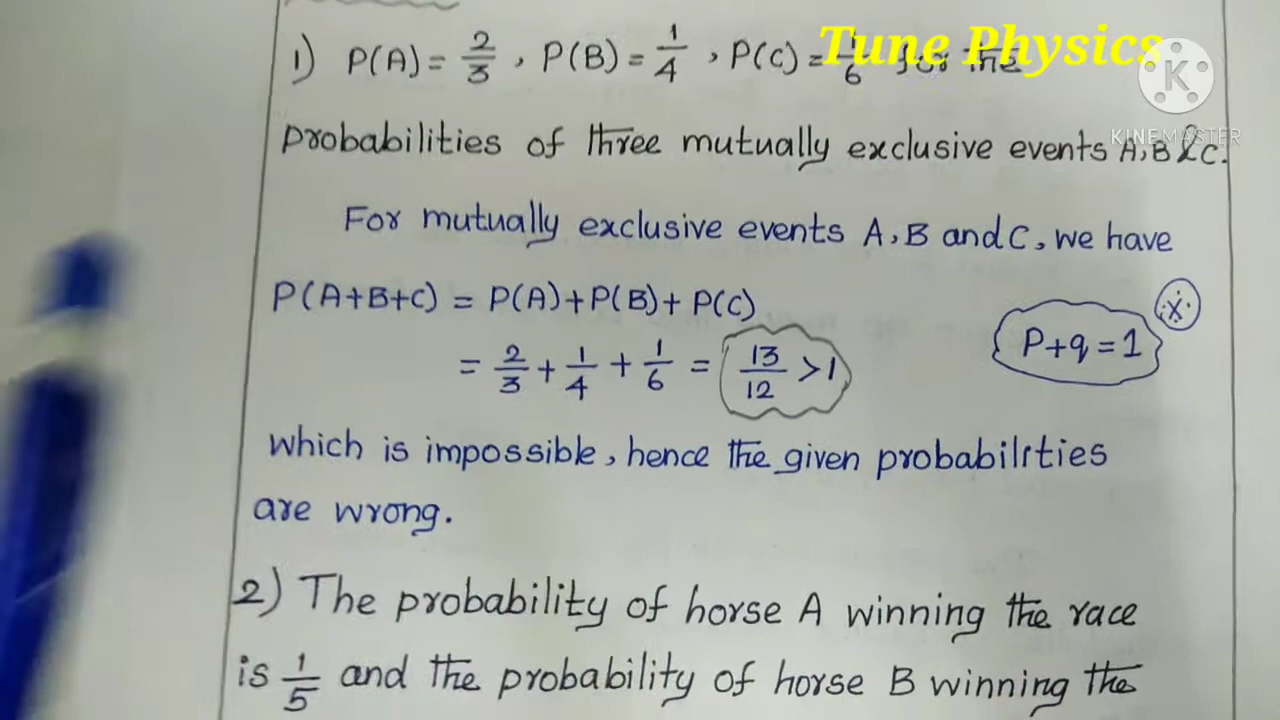 Tune Physics
K
KINEMASTER
1) P(A) = 2/3 , P(B) = 1/4 , P(C) = 1/6 for the
probabilities of three mutually exclusive events A, B & C.
For mutually exclusive events A, B and C, we have
P(A+B+C) = P(A)+P(B)+P(C)
= 2/3 + 1/4 + 1/6 = 13/12 > 1
P+q=1
which is impossible, hence the given probabilities
are wrong.
2) The probability of horse A winning the race
is 1/5 and the probability of horse B winning the